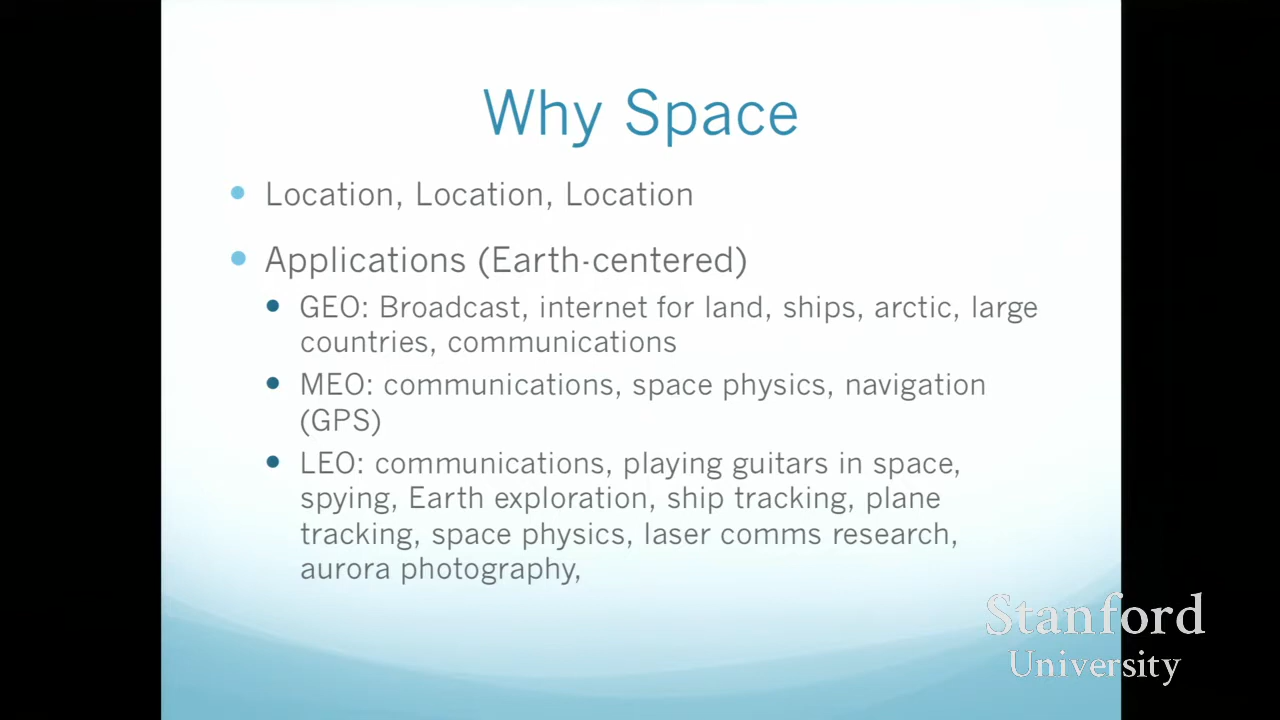 Why Space
Location, Location, Location
Applications (Earth-centered)
GEO: Broadcast, internet for land, ships, arctic, large
countries, communications
MEO: communications, space physics, navigation
(GPS)
LEO: communications, playing guitars in space,
spying, Earth exploration, ship tracking, plane
tracking, space physics, laser comms research,
aurora photography,
Stanford
University